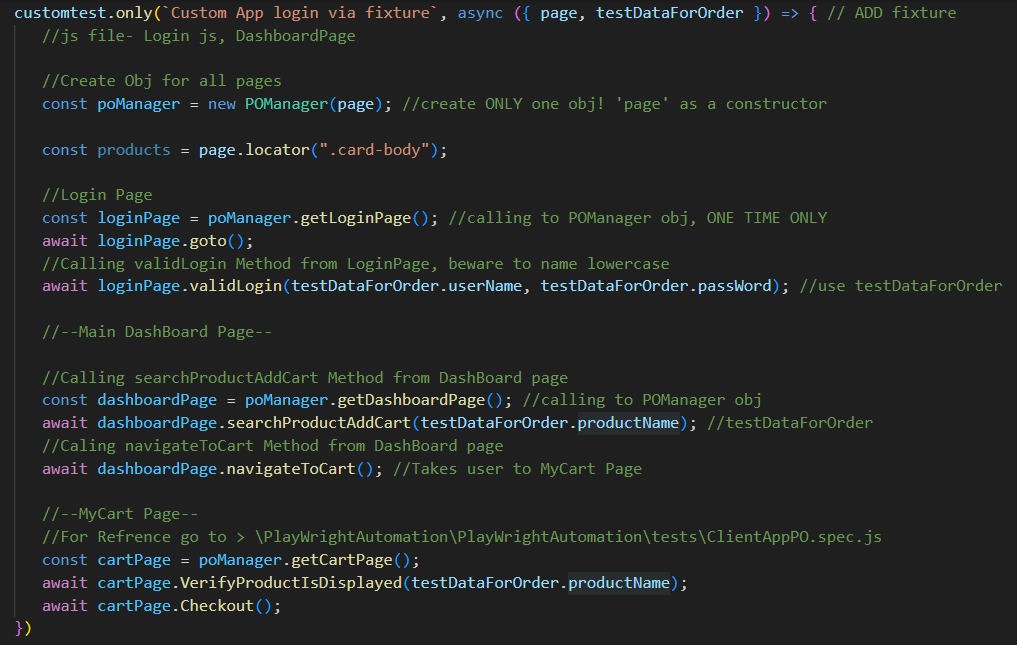 customtest.only(`Custom App login via fixture`, async ({ page, testDataForOrder }) => { // ADD fixture
//js file- Login js, DashboardPage
//Create Obj for all pages
const poManager = new POManager(page); //create ONLY one obj! 'page' as a constructor
const products = page.locator(".card-body");
//Login Page
const loginPage = poManager.getLoginPage(); //calling to POManager obj, ONE TIME ONLY
await loginPage.goto();
//Calling validLogin Method from LoginPage, beware to name lowercase
await loginPage.validLogin(testDataForOrder.userName, testDataForOrder.passWord); //use testDataForOrder
//--Main DashBoard Page--
//Calling searchProductAddCart Method from DashBoard page
const dashboardPage = poManager.getDashboardPage(); //calling to POManager obj
await dashboardPage.searchProductAddCart(testDataForOrder.productName); //testDataForOrder
//Caling navigateToCart Method from DashBoard page
await dashboardPage.navigateToCart(); //Takes user to MyCart Page
//--MyCart Page--
//For Refrence go to > \PlayWrightAutomation\PlayWrightAutomation\tests\ClientAppPO.spec.js
const cartPage = poManager.getCartPage();
await cartPage.VerifyProductIsDisplayed(testDataForOrder.productName);
await cartPage.Checkout();
})